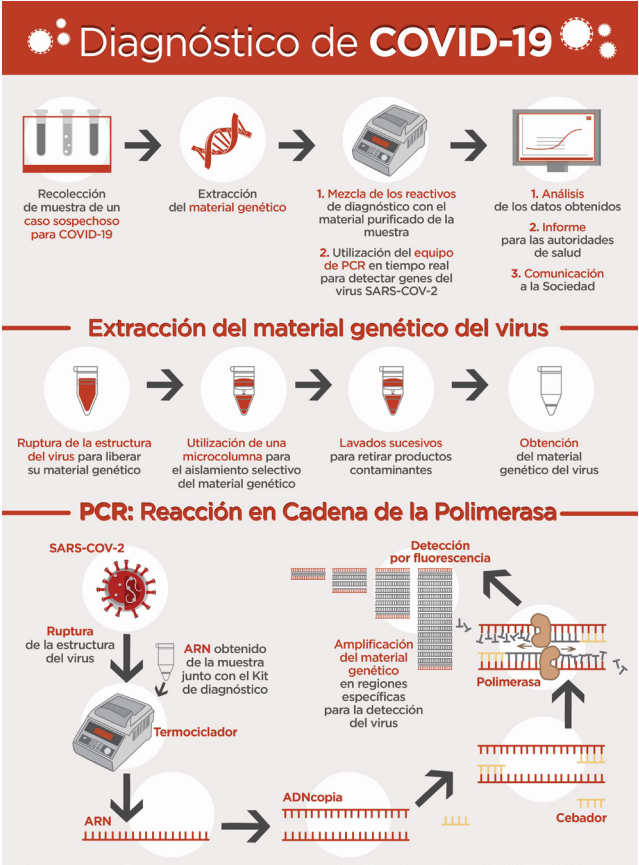 Diagnóstico de COVID-19
Recolección
de muestra de un
caso sospechoso
para COVID-19
Extracción
del material genético
1. Mezcla de los reactivos
de diagnóstico con el
material purificado de la
muestra
2. Utilización del equipo
de PCR en tiempo real
para detectar genes del
virus SARS-COV-2
1. Análisis
de los datos obtenidos
2. Informe
para las autoridades
de salud
3. Comunicación
a la Sociedad
Extracción del material genético del virus
Ruptura de la estructura
del virus para liberar
su material genético
Utilización de una
microcolumna para
el aislamiento selectivo
del material genético
Lavados sucesivos
para retirar productos
contaminantes
Obtención
del material
genético del virus
PCR: Reacción en Cadena de la Polimerasa
SARS-COV-2
Ruptura
de la estructura
del virus
ARN obtenido
de la muestra
junto con el Kit
de diagnóstico
Termociclador
ARN
ADNcopia
Cebador
Polimerasa
Detección
por fluorescencia
Amplificación
del material
genético
en regiones
específicas
para la detección
del virus